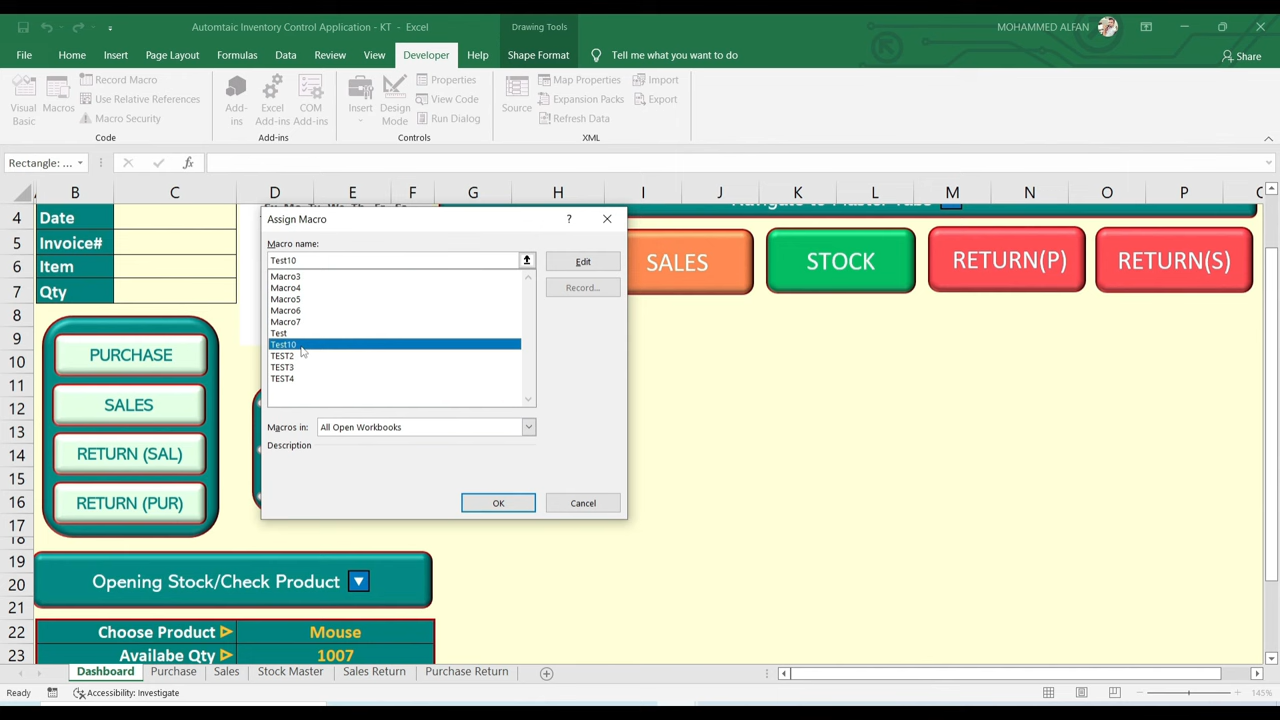 Automtaic Inventory Control Application - KT - Excel
Drawing Tools
MOHAMMED ALFAN
File Home Insert Page Layout Formulas Data Review View Developer Help Shape Format Tell me what you want to do
Share
Visual Basic
Macros
Record Macro
Use Relative References
Macro Security
Code
Add-ins
Excel Add-ins
COM Add-ins
Add-ins
Insert
Design Mode
Properties
View Code
Run Dialog
Controls
Source
Map Properties
Expansion Packs
Refresh Data
Import
Export
XML
Rectangle: ...
fx
B C D E F G H I J K L M N O P
4 Date
5 Invoice#
6 Item
7 Qty
8
9
10
11
12
13
14
15
16
17
18
19
20
21
22
23
SALES
STOCK
RETURN(P)
RETURN(S)
PURCHASE
SALES
RETURN (SAL)
RETURN (PUR)
Assign Macro
? ×
Macro name:
Test10
Edit
Record...
Macro3
Macro4
Macro5
Macro6
Macro7
Test
Test10
TEST2
TEST3
TEST4
Macros in: All Open Workbooks
Description
OK
Cancel
Opening Stock/Check Product
Choose Product Mouse
Availabe Qty 1007
Dashboard Purchase Sales Stock Master Sales Return Purchase Return
Ready
Accessibility: Investigate
145%